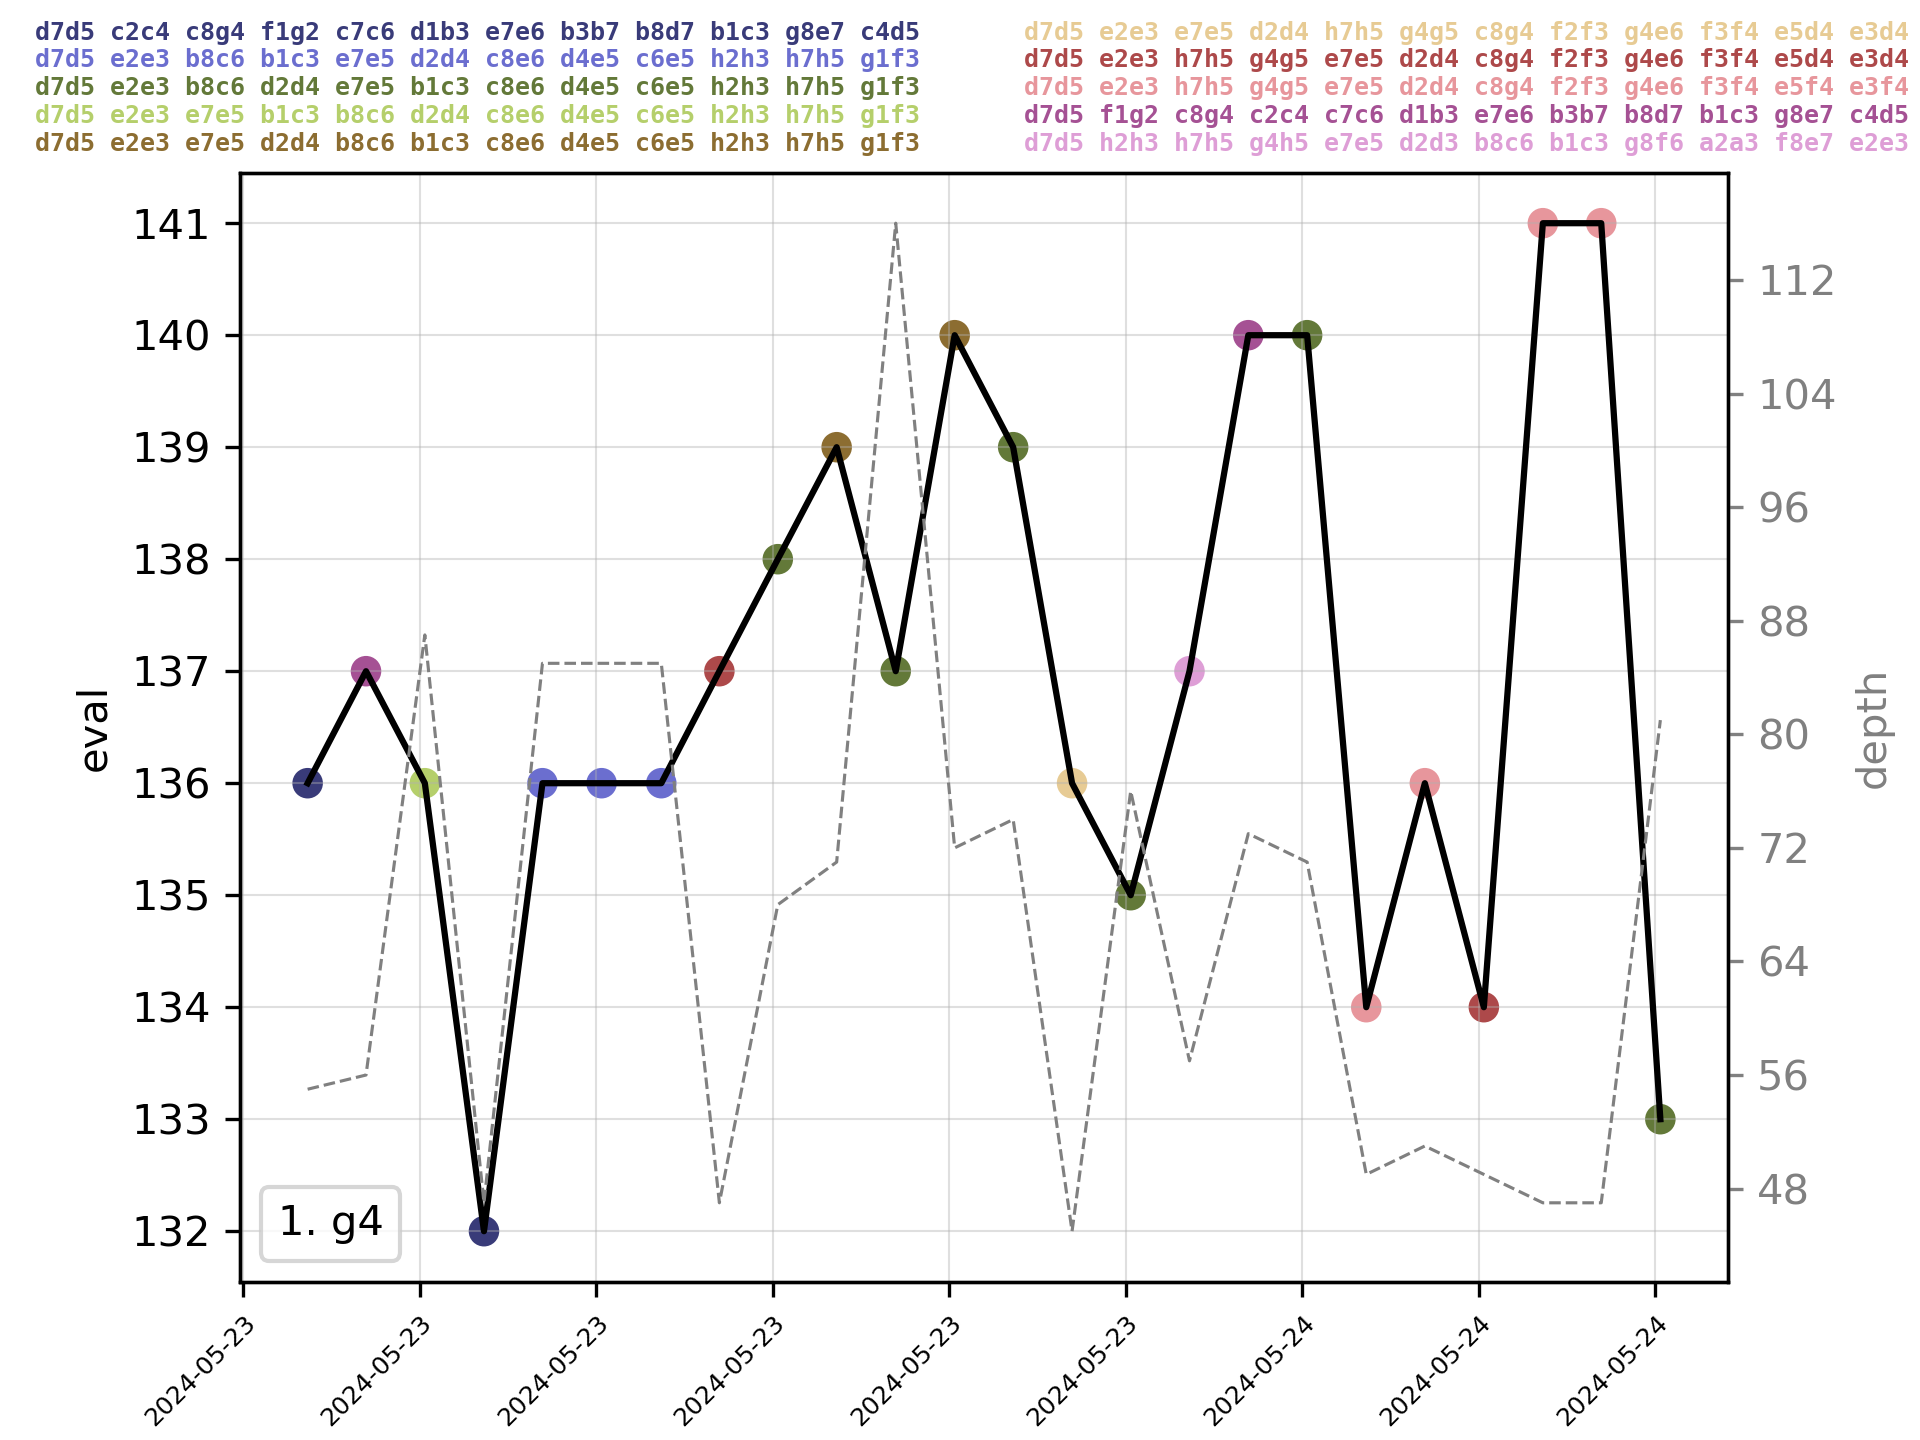 d7d5 c2c4 c8g4 f1g2 c7c6 d1b3 e7e6 b3b7 b8d7 b1c3 g8e7 c4d5
d7d5 e2e3 b8c6 b1c3 e7e5 d2d4 c8e6 d4e5 c6e5 h2h3 h7h5 g1f3
d7d5 e2e3 b8c6 d2d4 e7e5 b1c3 c8e6 d4e5 c6e5 h2h3 h7h5 g1f3
d7d5 e2e3 e7e5 b1c3 b8c6 d2d4 c8e6 d4e5 c6e5 h2h3 h7h5 g1f3
d7d5 e2e3 e7e5 d2d4 b8c6 b1c3 c8e6 d4e5 c6e5 h2h3 h7h5 g1f3
d7d5 e2e3 e7e5 d2d4 h7h5 g4g5 c8g4 f2f3 g4e6 f3f4 e5d4 e3d4
d7d5 e2e3 h7h5 g4g5 e7e5 d2d4 c8g4 f2f3 g4e6 f3f4 e5d4 e3d4
d7d5 e2e3 h7h5 g4g5 e7e5 d2d4 c8g4 f2f3 g4e6 f3f4 e5f4 e3f4
d7d5 f1g2 c8g4 c2c4 c7c6 d1b3 e7e6 b3b7 b8d7 b1c3 g8e7 c4d5
d7d5 h2h3 h7h5 g4h5 e7e5 d2d3 b8c6 b1c3 g8f6 a2a3 f8e7 e2e3
141
140
139
138
137
136
135
134
133
132
eval
112
104
96
88
80
72
64
56
48
depth
1. g4
2024-05-23
2024-05-23
2024-05-23
2024-05-23
2024-05-23
2024-05-23
2024-05-24
2024-05-24
2024-05-24